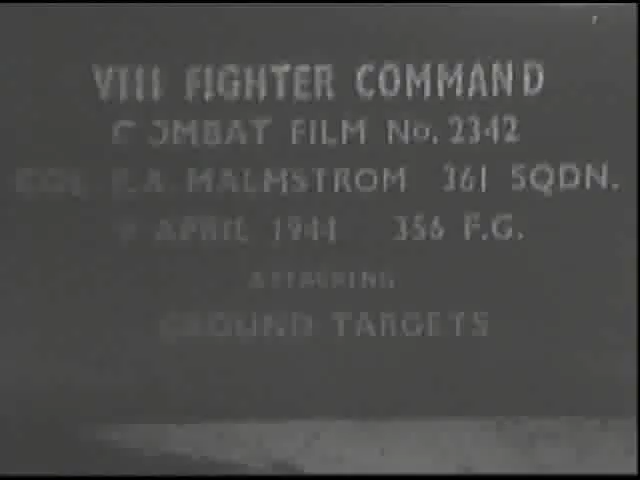 VIII FIGHTER COMMAND
COMBAT FILM No. 2342
COL. E.A. MALMSTROM 361 SQDN.
APRIL 1944 356 F.G.
ATTACKING
GROUND TARGETS